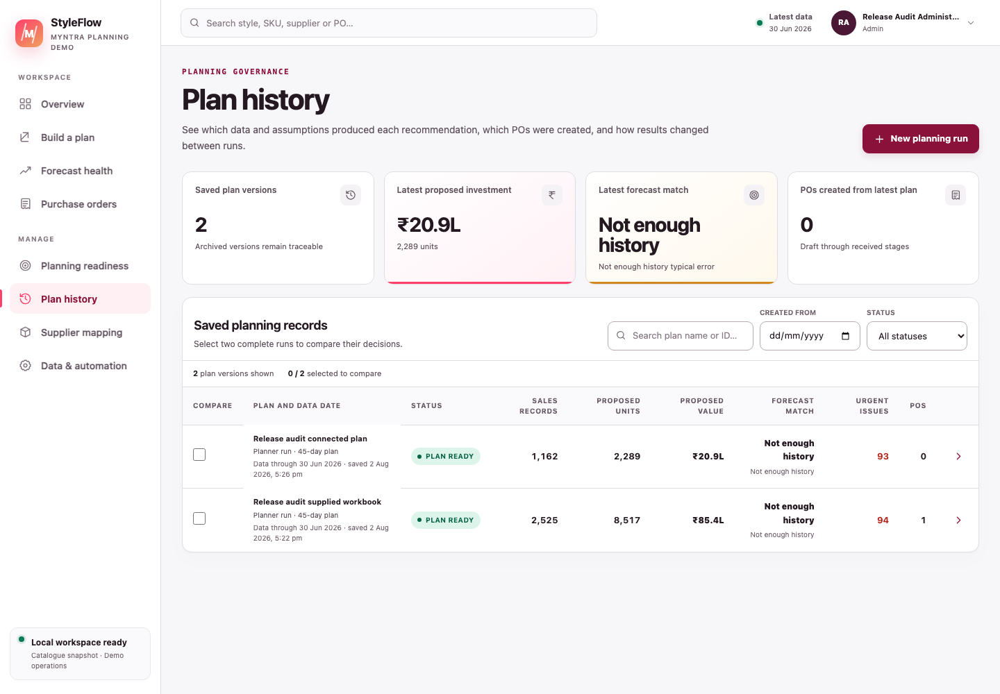 StyleFlow
MYNTRA PLANNING
DEMO
WORKSPACE
Overview
Build a plan
Forecast health
Purchase orders
MANAGE
Planning readiness
Plan history
Supplier mapping
Data & automation
Local workspace ready
Catalogue snapshot · Demo
operations
Search style, SKU, supplier or PO...
Latest data
30 Jun 2026
RA
Release Audit Administ...
Admin
PLANNING GOVERNANCE
Plan history
See which data and assumptions produced each recommendation, which POs were created, and how results changed
between runs.
New planning run
Saved plan versions
2
Archived versions remain traceable
Latest proposed investment
₹
₹20.9L
2,289 units
Latest forecast match
Not enough
history
Not enough history typical error
POs created from latest plan
0
Draft through received stages
Saved planning records
Select two complete runs to compare their decisions.
Search plan name or ID...
CREATED FROM
dd/mm/yyyy
STATUS
All statuses
2 plan versions shown 0 / 2 selected to compare
COMPARE PLAN AND DATA DATE STATUS SALES RECORDS PROPOSED UNITS PROPOSED VALUE FORECAST MATCH URGENT ISSUES POS
Release audit connected plan
Planner run · 45-day plan
Data through 30 Jun 2026 · saved 2 Aug
2026, 5:26 pm
PLAN READY
1,162
2,289
₹20.9L
Not enough
history
Not enough history
93
0
Release audit supplied workbook
Planner run · 45-day plan
Data through 30 Jun 2026 · saved 2 Aug
2026, 5:22 pm
PLAN READY
2,525
8,517
₹85.4L
Not enough
history
Not enough history
94
1